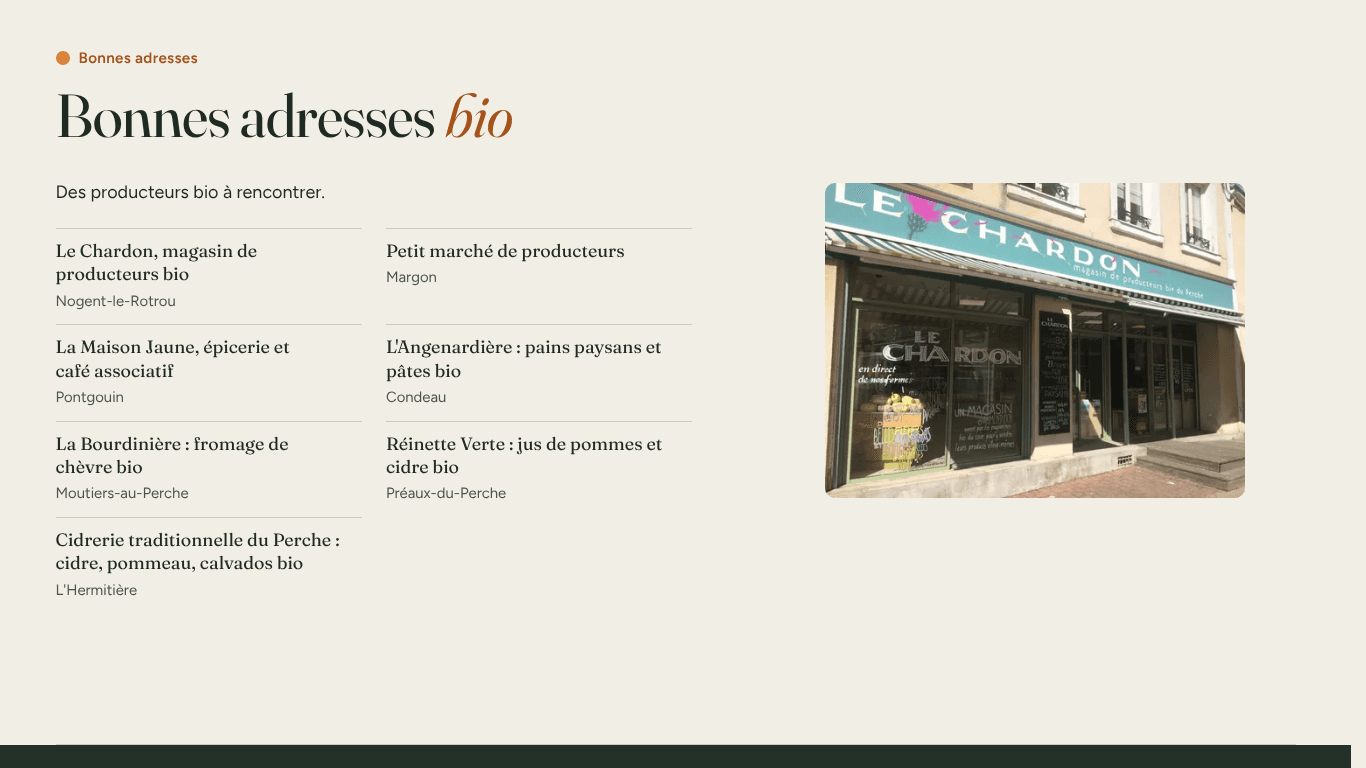 Bonnes adresses
Bonnes adresses bio
Des producteurs bio à rencontrer.
Le Chardon, magasin de
producteurs bio
Nogent-le-Rotrou
Petit marché de producteurs
Margon
La Maison Jaune, épicerie et
café associatif
Pontgouin
L'Angenardière : pains paysans et
pâtes bio
Condeau
La Bourdinière : fromage de
chèvre bio
Moutiers-au-Perche
Réinette Verte : jus de pommes et
cidre bio
Préaux-du-Perche
Cidrerie traditionnelle du Perche :
cidre, pommeau, calvados bio
L'Hermitière
LE CHARDON
magasin de producteurs bio du Perche
LE
CHARDON
en direct
de nos fermes
LE
CHARDON
UN MAGASIN